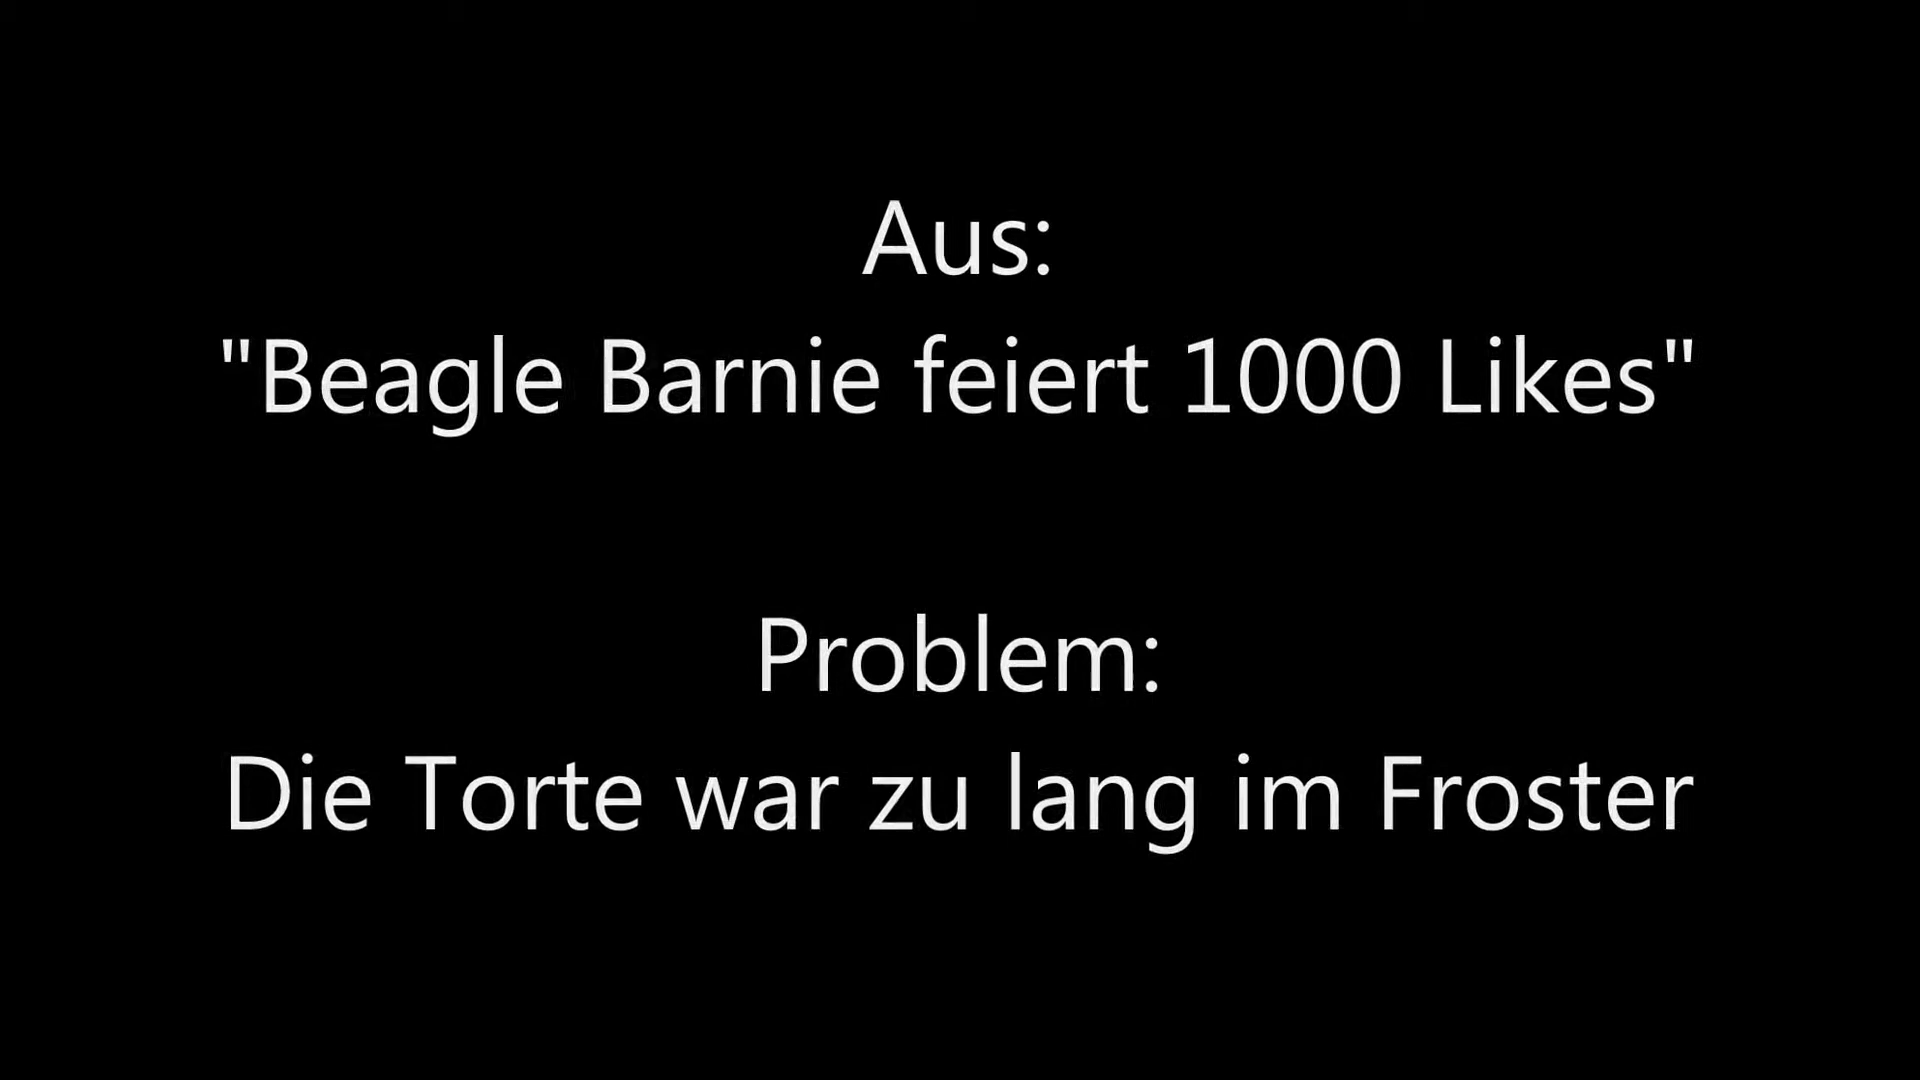 Aus:
"Beagle Barnie feiert 1000 Likes"
Problem:
Die Torte war zu lang im Froster